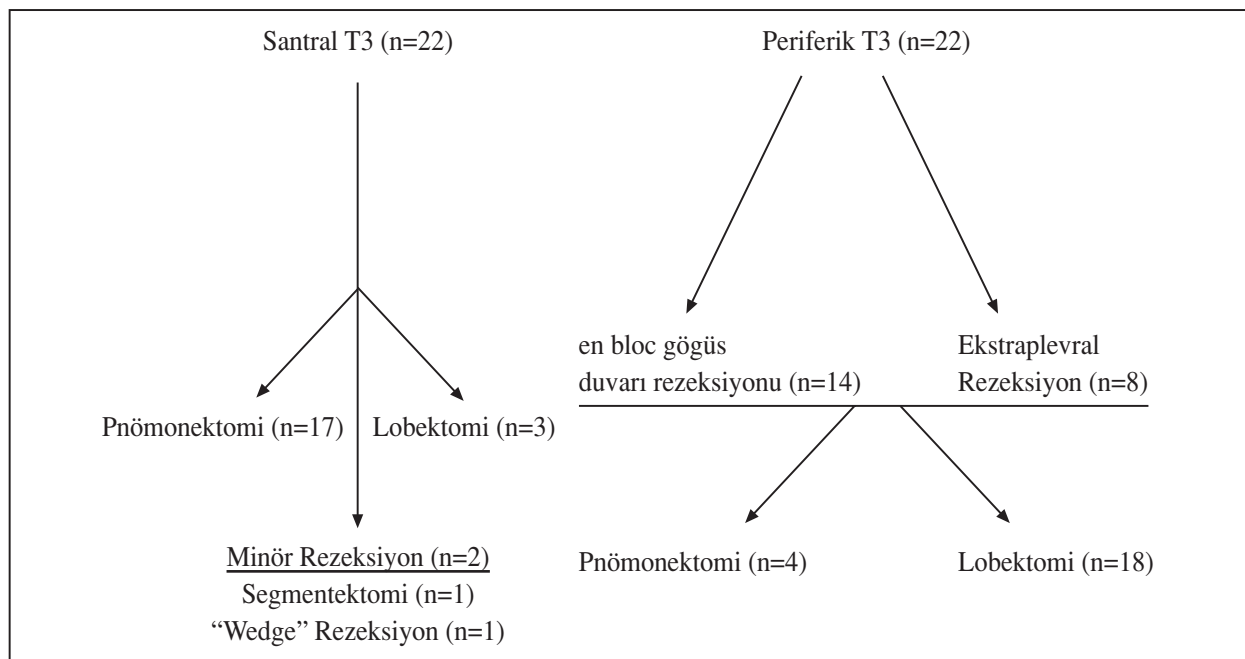 Santral T3 (n=22)
Periferik T3 (n=22)
en bloc gögüs
duvarı rezeksiyonu (n=14)
Ekstraplevral
Rezeksiyon (n=8)
Pnömonektomi (n=17)
Lobektomi (n=3)
Minör Rezeksiyon (n=2)
Segmentektomi (n=1)
“Wedge” Rezeksiyon (n=1)
Pnömonektomi (n=4)
Lobektomi (n=18)